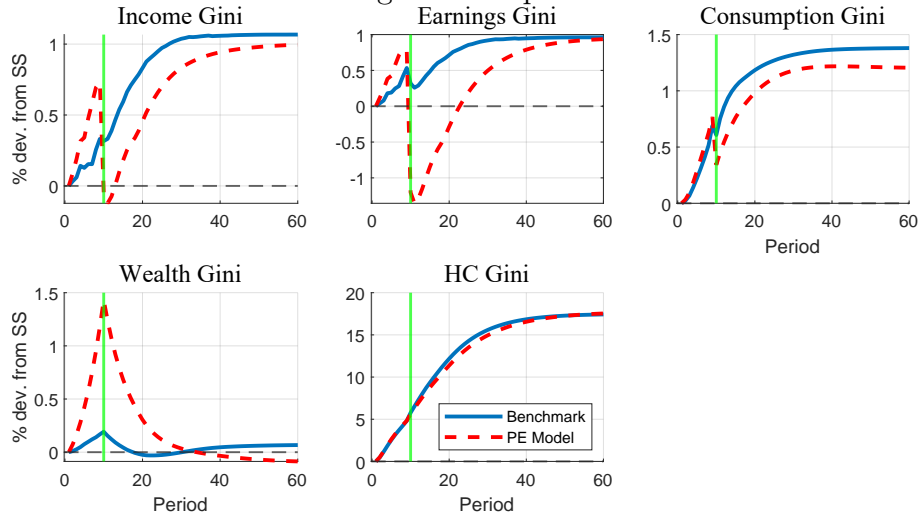 Income Gini
% dev. from SS
1
0.5
0
0 20 40 60
Earnings Gini
1
0.5
0
-0.5
-1
0 20 40 60
Consumption Gini
1.5
1
0.5
0
0 20 40 60
Period
Wealth Gini
% dev. from SS
1.5
1
0.5
0
0 20 40 60
Period
HC Gini
20
15
10
5
0
0 20 40 60
Period
Benchmark
PE Model